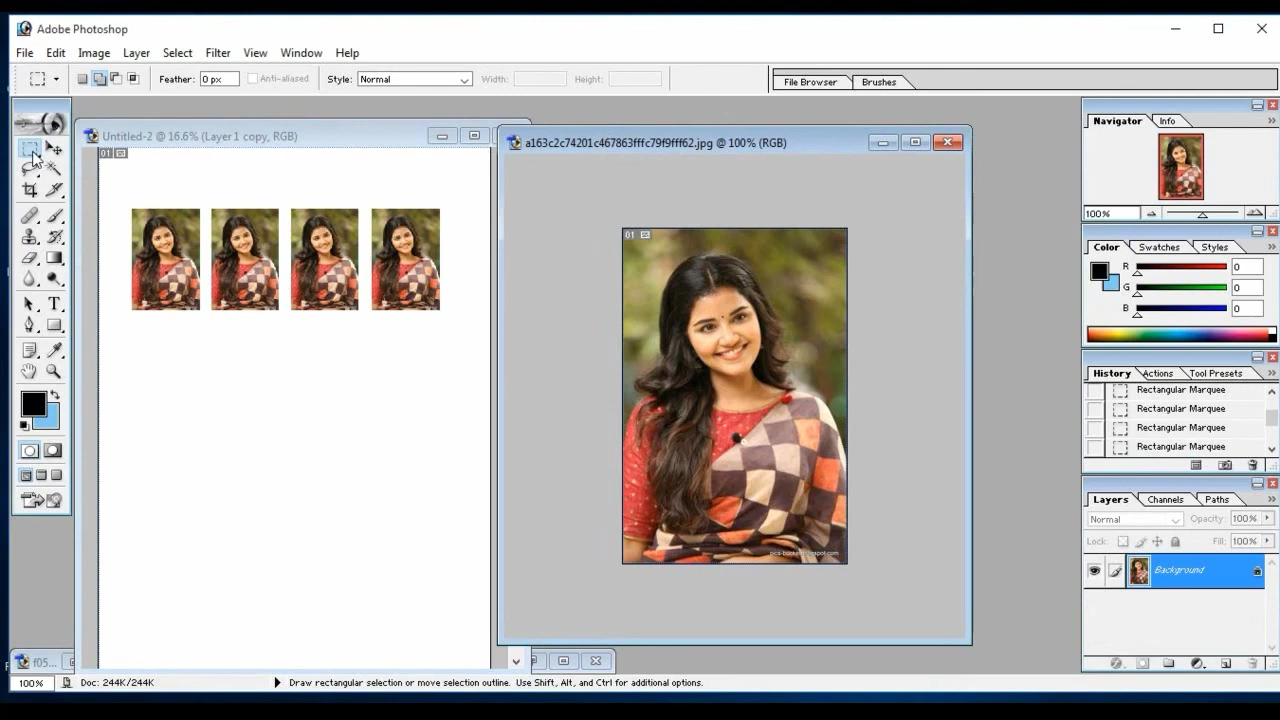 Adobe Photoshop
File Edit Image Layer Select Filter View Window Help
Feather: 0 px Anti-aliased Style: Normal Width: Height: File Browser Brushes
Untitled-2 @ 16.6% (Layer 1 copy, RGB)
01
a163c2c74201c467863fffc79f9fff62.jpg @ 100% (RGB)
01
Navigator Info
100%
Color Swatches Styles
R 0
G 0
B 0
History Actions Tool Presets
Rectangular Marquee
Rectangular Marquee
Rectangular Marquee
Rectangular Marquee
Layers Channels Paths
Normal Opacity: 100%
Lock: Fill: 100%
Background
f05...
100% Doc: 244K/244K Draw rectangular selection or move selection outline. Use Shift, Alt, and Ctrl for additional options.